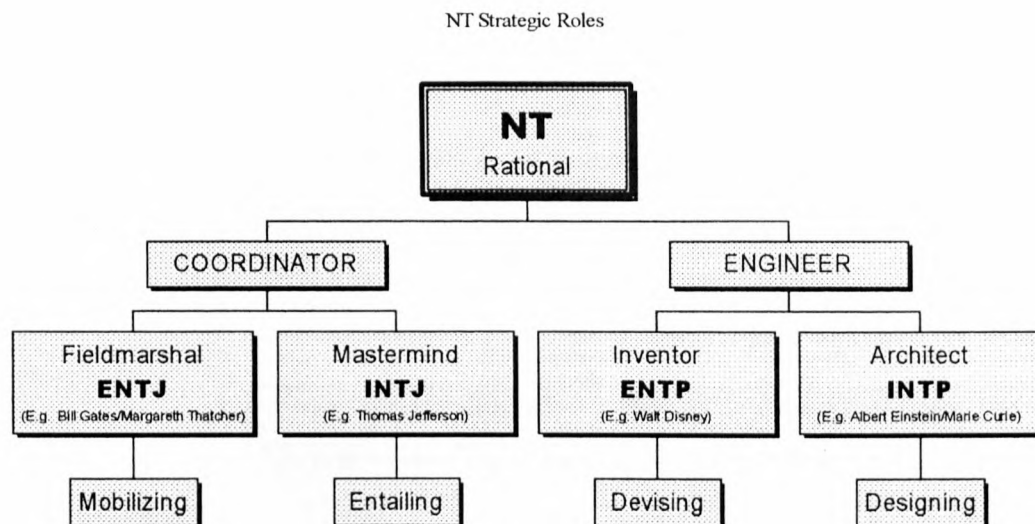 NT Strategic Roles
NT
Rational
COORDINATOR
ENGINEER
Fieldmarshal
ENTJ
(E.g. Bill Gates/Margareth Thatcher)
Mastermind
INTJ
(E.g. Thomas Jefferson)
Inventor
ENTP
(E.g. Walt Disney)
Architect
INTP
(E.g. Albert Einstein/Marie Curie)
Mobilizing
Entailing
Devising
Designing